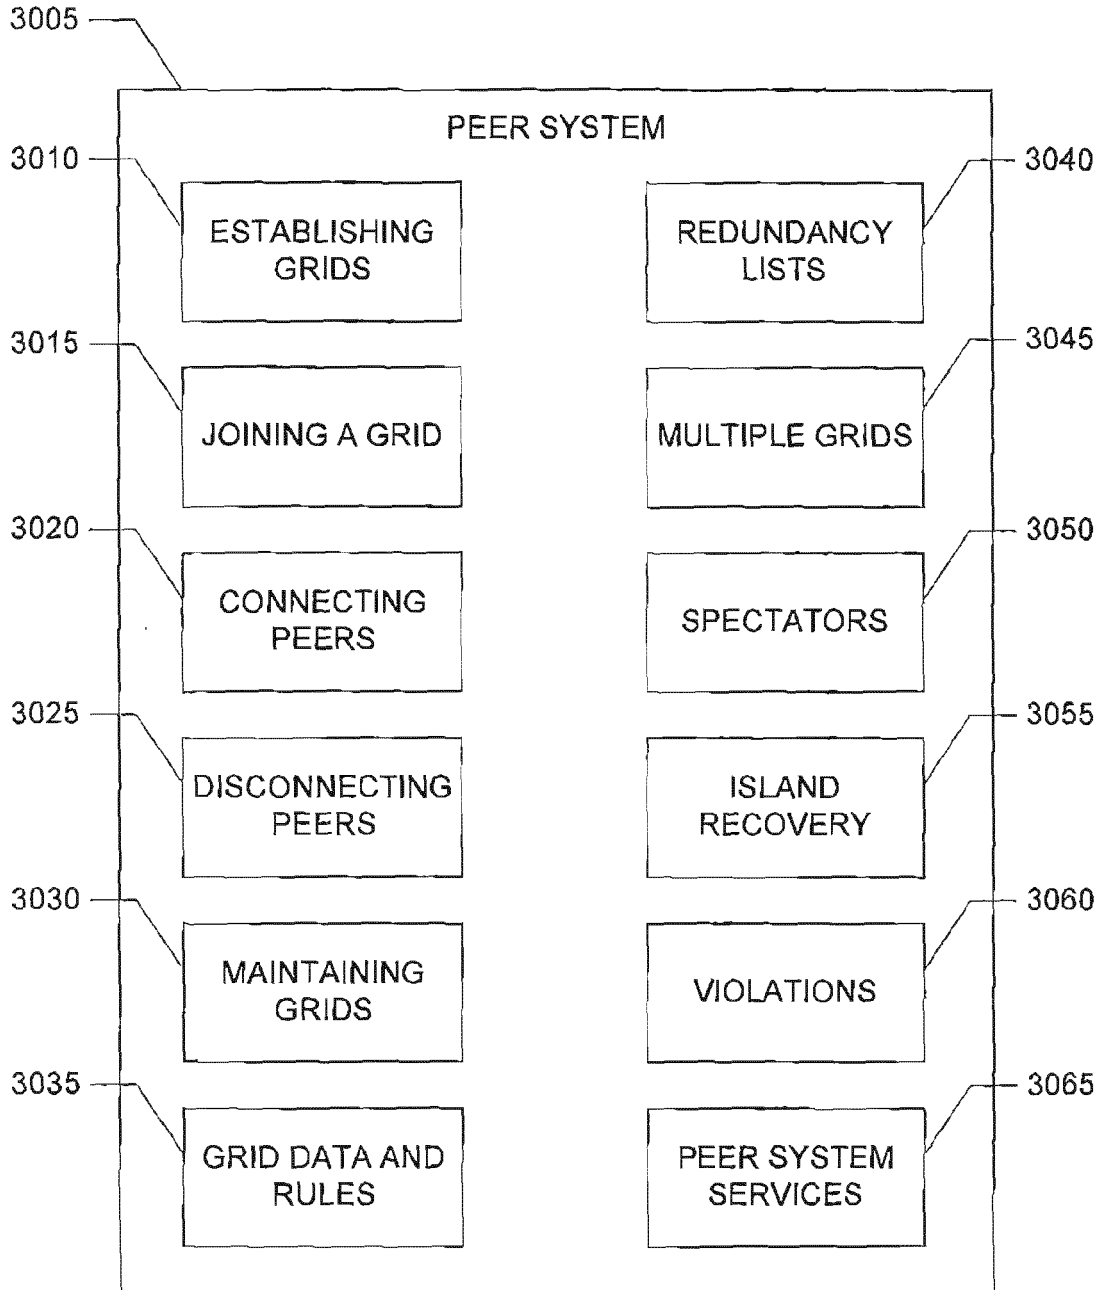 3005
PEER SYSTEM
3010
ESTABLISHING
GRIDS
3015
JOINING A GRID
3020
CONNECTING
PEERS
3025
DISCONNECTING
PEERS
3030
MAINTAINING
GRIDS
3035
GRID DATA AND
RULES
3040
REDUNDANCY
LISTS
3045
MULTIPLE GRIDS
3050
SPECTATORS
3055
ISLAND
RECOVERY
3060
VIOLATIONS
3065
PEER SYSTEM
SERVICES